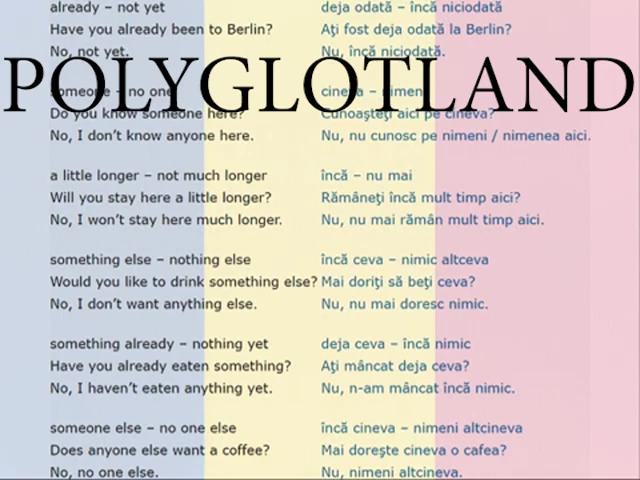 already – not yet deja odată – încă niciodată
Have you already been to Berlin? Aţi fost deja odată la Berlin?
No, not yet. Nu, încă niciodată.
POLYGLOTLAND
someone – no one cineva – nimeni
Do you know someone here? Cunoaşteţi aici pe cineva?
No, I don't know anyone here. Nu, nu cunosc pe nimeni / nimenea aici.
a little longer – not much longer încă – nu mai
Will you stay here a little longer? Rămâneţi încă mult timp aici?
No, I won't stay here much longer. Nu, nu mai rămân mult timp aici.
something else – nothing else încă ceva – nimic altceva
Would you like to drink something else? Mai doriţi să beţi ceva?
No, I don't want anything else. Nu, nu mai doresc nimic.
something already – nothing yet deja ceva – încă nimic
Have you already eaten something? Aţi mâncat deja ceva?
No, I haven't eaten anything yet. Nu, n-am mâncat încă nimic.
someone else – no one else încă cineva – nimeni altcineva
Does anyone else want a coffee? Mai doreşte cineva o cafea?
No, no one else. Nu, nimeni altcineva.